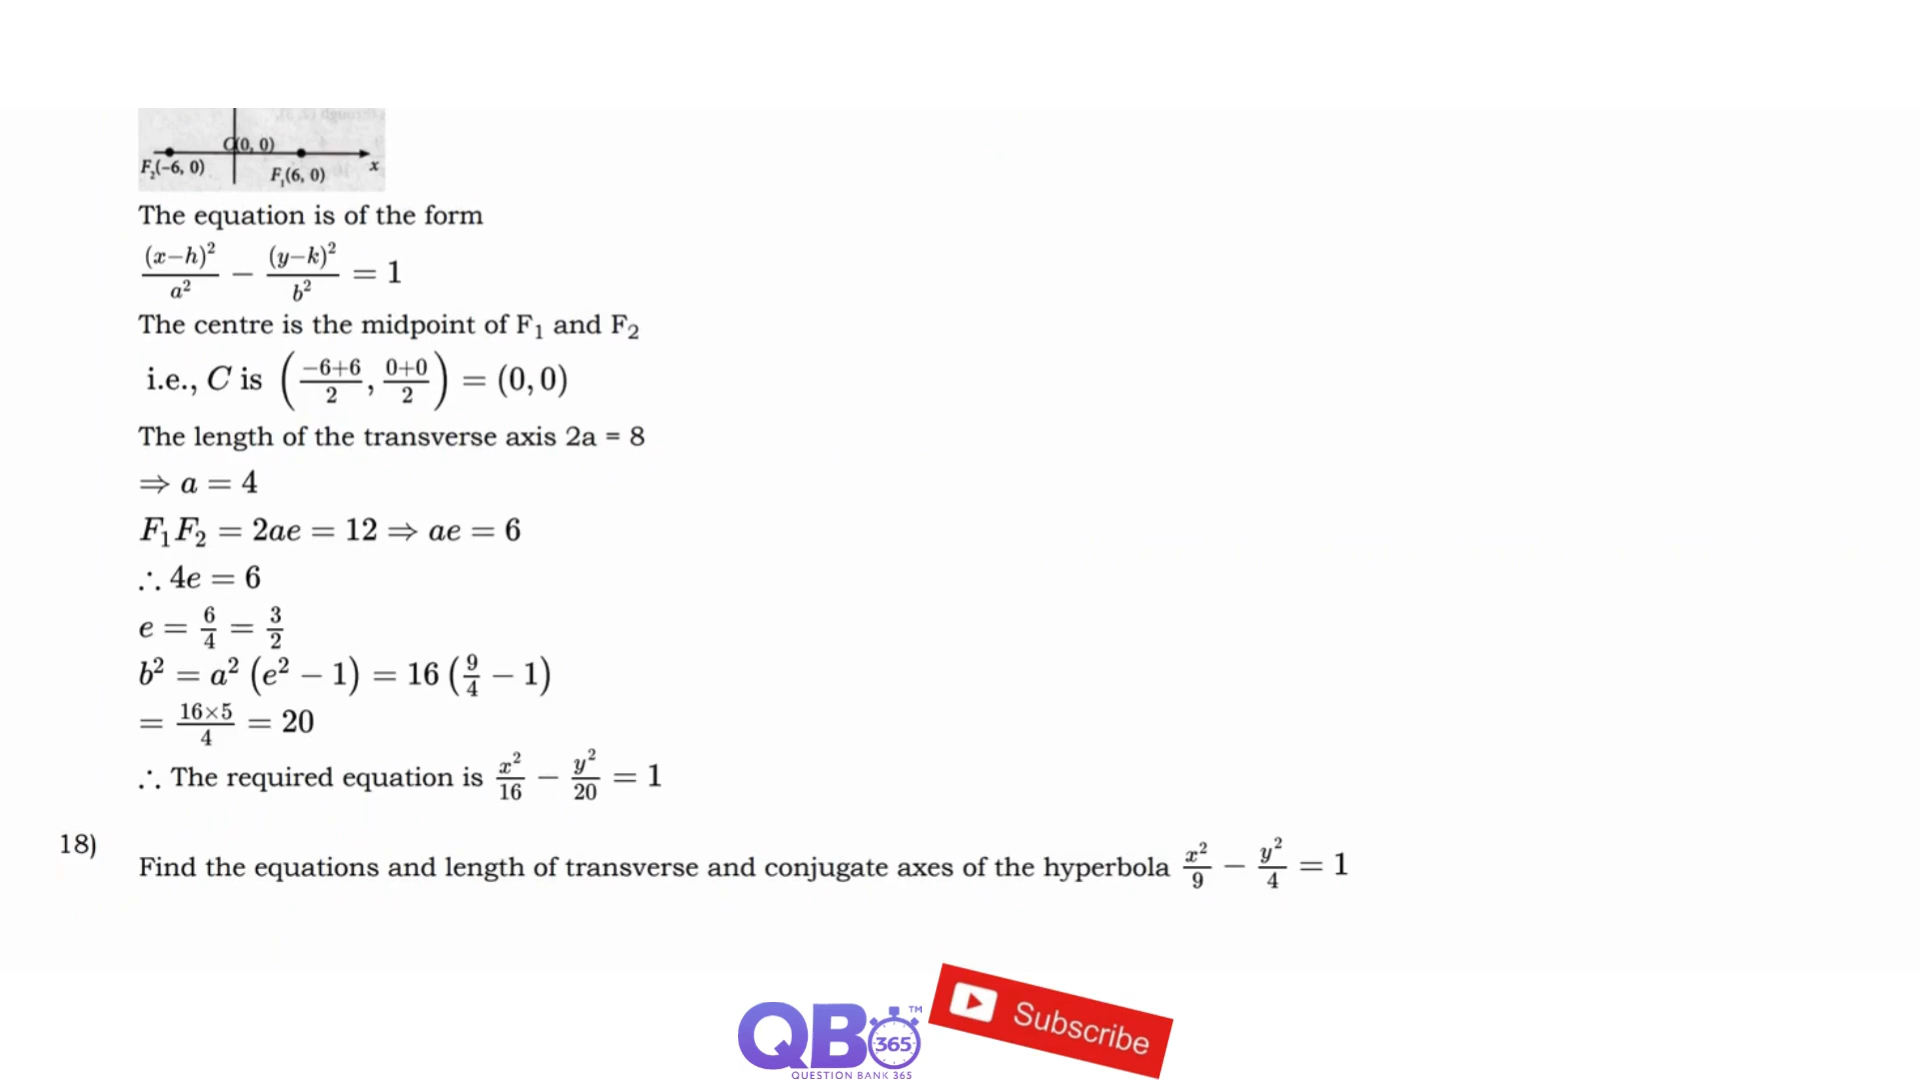 C(0, 0)
F₂(-6, 0)
F₁(6, 0)
x
The equation is of the form
(x−h)²/a² − (y−k)²/b² = 1
The centre is the midpoint of F₁ and F₂
i.e., C is (−6+6/2, 0+0/2) = (0, 0)
The length of the transverse axis 2a = 8
⇒ a = 4
F₁F₂ = 2ae = 12 ⇒ ae = 6
∴ 4e = 6
e = 6/4 = 3/2
b² = a² (e² − 1) = 16 (9/4 − 1)
= 16×5/4 = 20
∴ The required equation is x²/16 − y²/20 = 1
18)
Find the equations and length of transverse and conjugate axes of the hyperbola x²/9 − y²/4 = 1
QB365™
QUESTION BANK 365
Subscribe